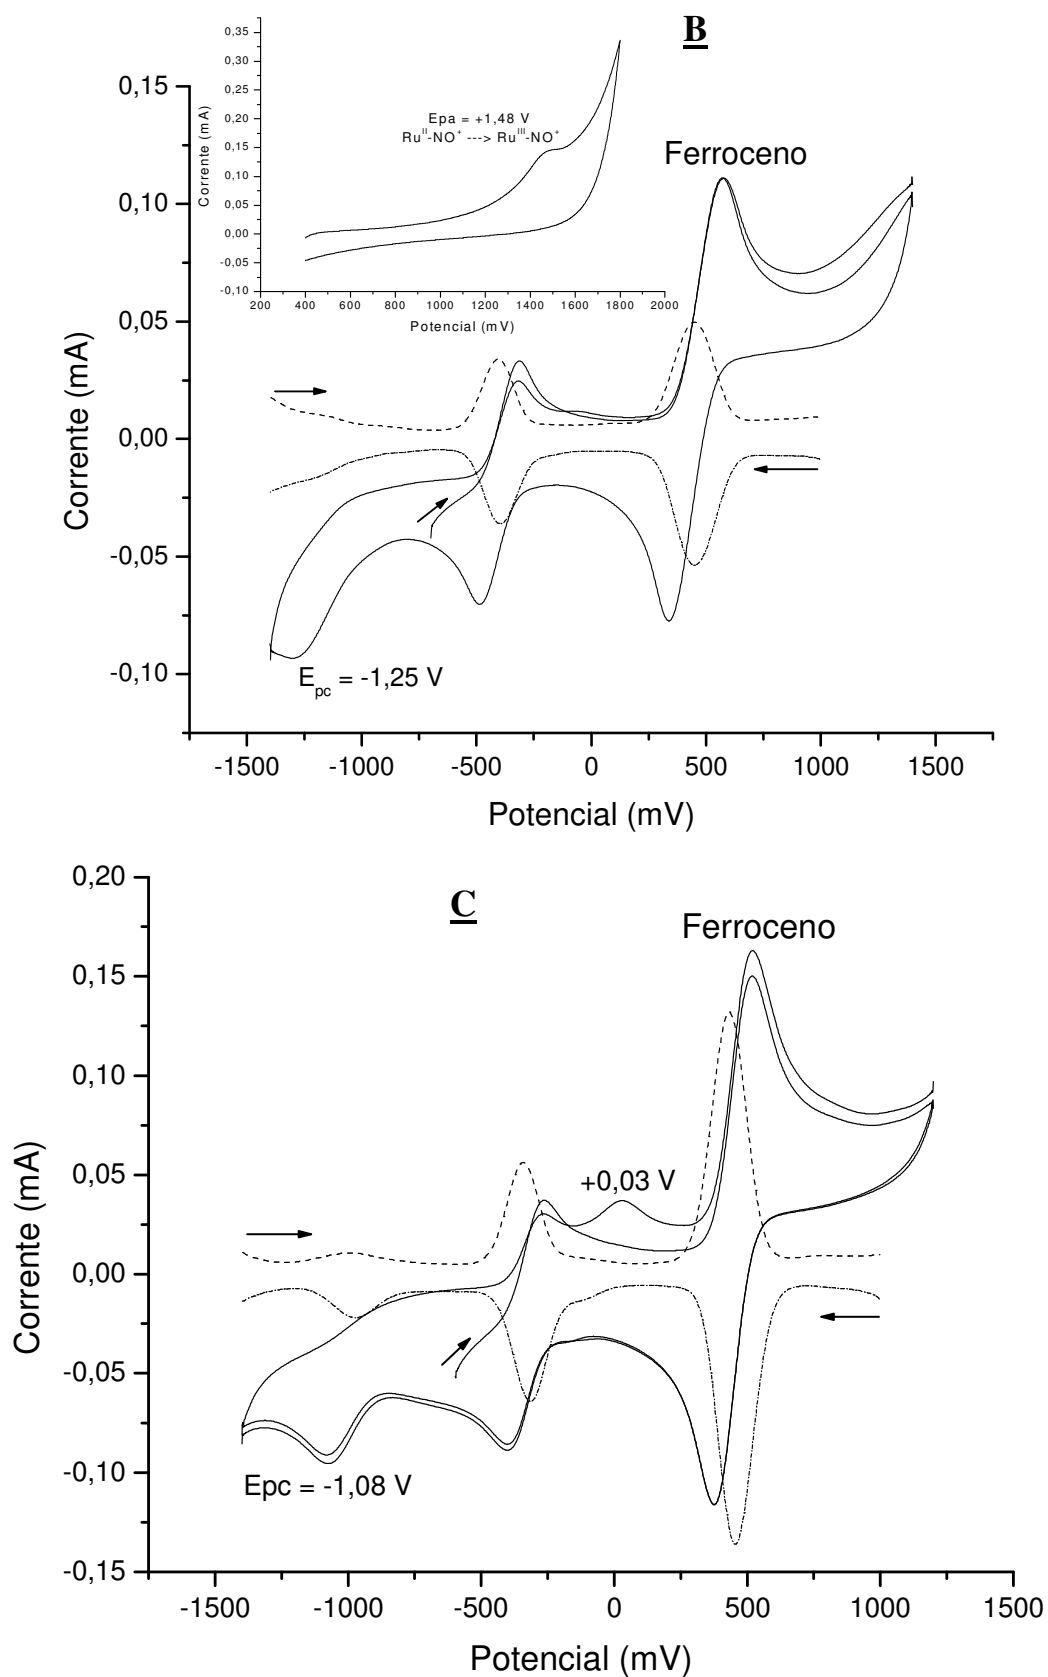 B
0,35
0,30
0,25
0,20
0,15
0,10
0,05
0,00
-0,05
-0,10
Corrente (mA)
Epa = +1,48 V
Ru^II-NO^+ ---> Ru^III-NO^+
200 400 600 800 1000 1200 1400 1600 1800 2000
Potencial (mV)
Ferroceno
0,15
0,10
0,05
0,00
-0,05
-0,10
Corrente (mA)
E_pc = -1,25 V
-1500 -1000 -500 0 500 1000 1500
Potencial (mV)
C
Ferroceno
0,20
0,15
0,10
0,05
0,00
-0,05
-0,10
-0,15
Corrente (mA)
+0,03 V
Epc = -1,08 V
-1500 -1000 -500 0 500 1000 1500
Potencial (mV)